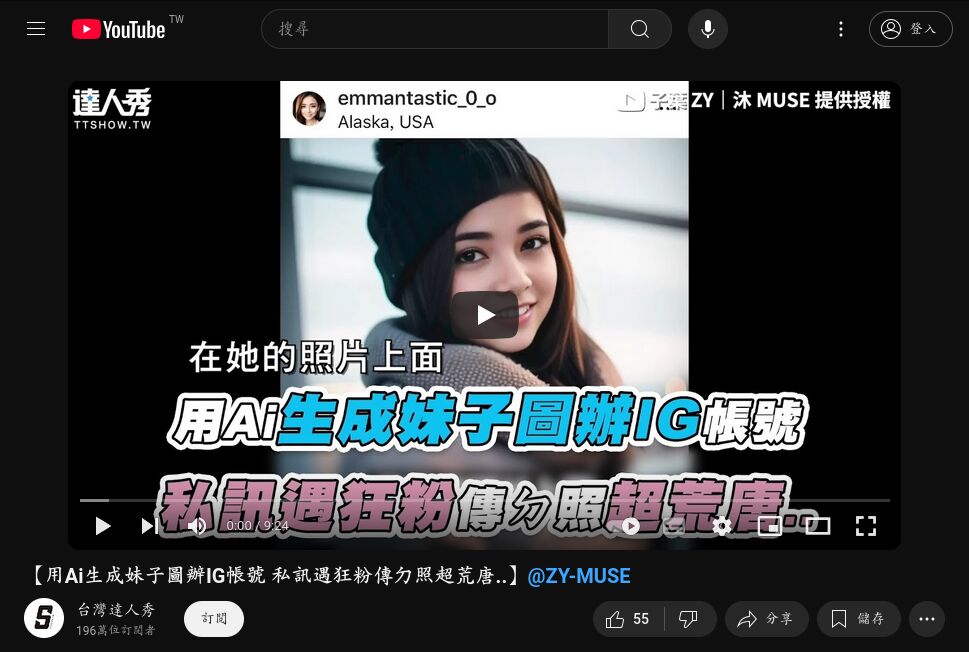 YouTube TW
搜尋
登入
達人秀
TTSHOW.TW
emmantastic_0_o
Alaska, USA
子葉 ZY｜沐 MUSE 提供授權
在她的照片上面
用Ai生成妹子圖辦IG帳號
私訊遇狂粉傳ㄉ照超荒唐..
0:00 / 9:24
【用Ai生成妹子圖辦IG帳號 私訊遇狂粉傳ㄉ照超荒唐..】@ZY-MUSE
台灣達人秀
196萬位訂閱者
訂閱
55
分享
儲存